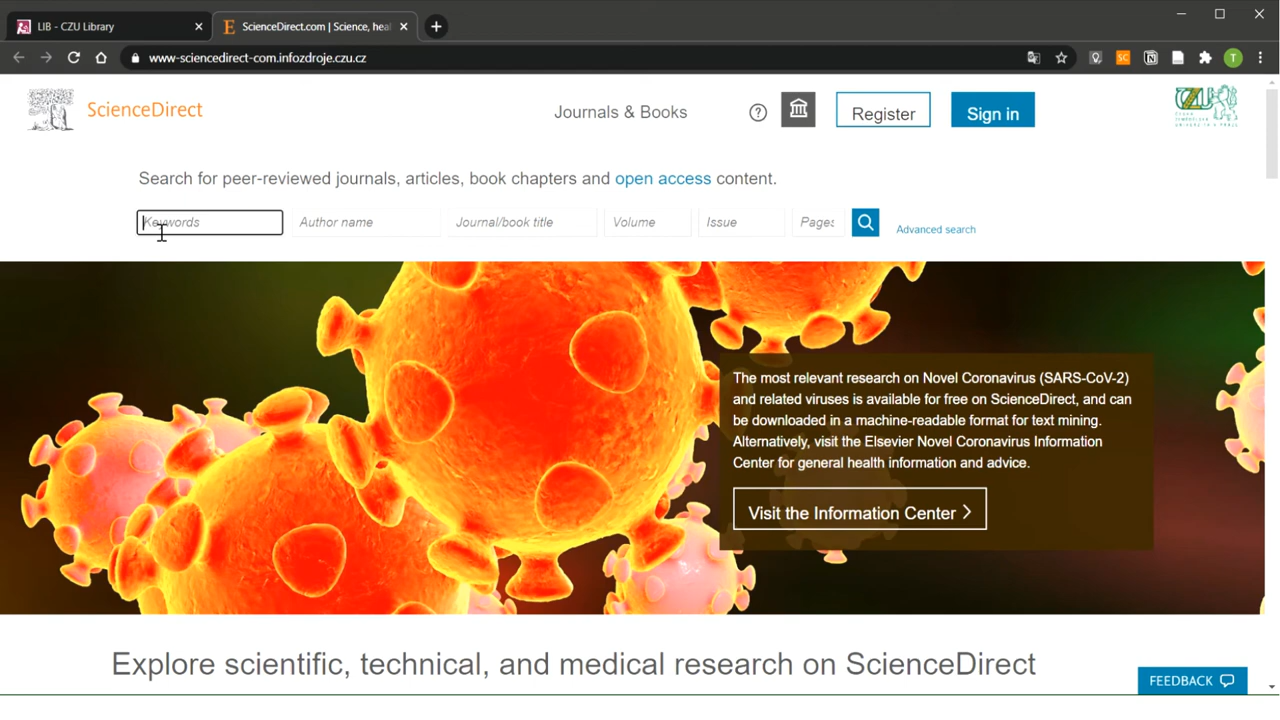 LIB - CZU Library
ScienceDirect.com | Science, heal
www-sciencedirect-com.infozdroje.czu.cz
SC
T
ScienceDirect
Journals & Books
Register
Sign in
CZU
Search for peer-reviewed journals, articles, book chapters and open access content.
Keywords
Author name
Journal/book title
Volume
Issue
Pages
Advanced search
The most relevant research on Novel Coronavirus (SARS-CoV-2)
and related viruses is available for free on ScienceDirect, and can
be downloaded in a machine-readable format for text mining.
Alternatively, visit the Elsevier Novel Coronavirus Information
Center for general health information and advice.
Visit the Information Center
Explore scientific, technical, and medical research on ScienceDirect
FEEDBACK